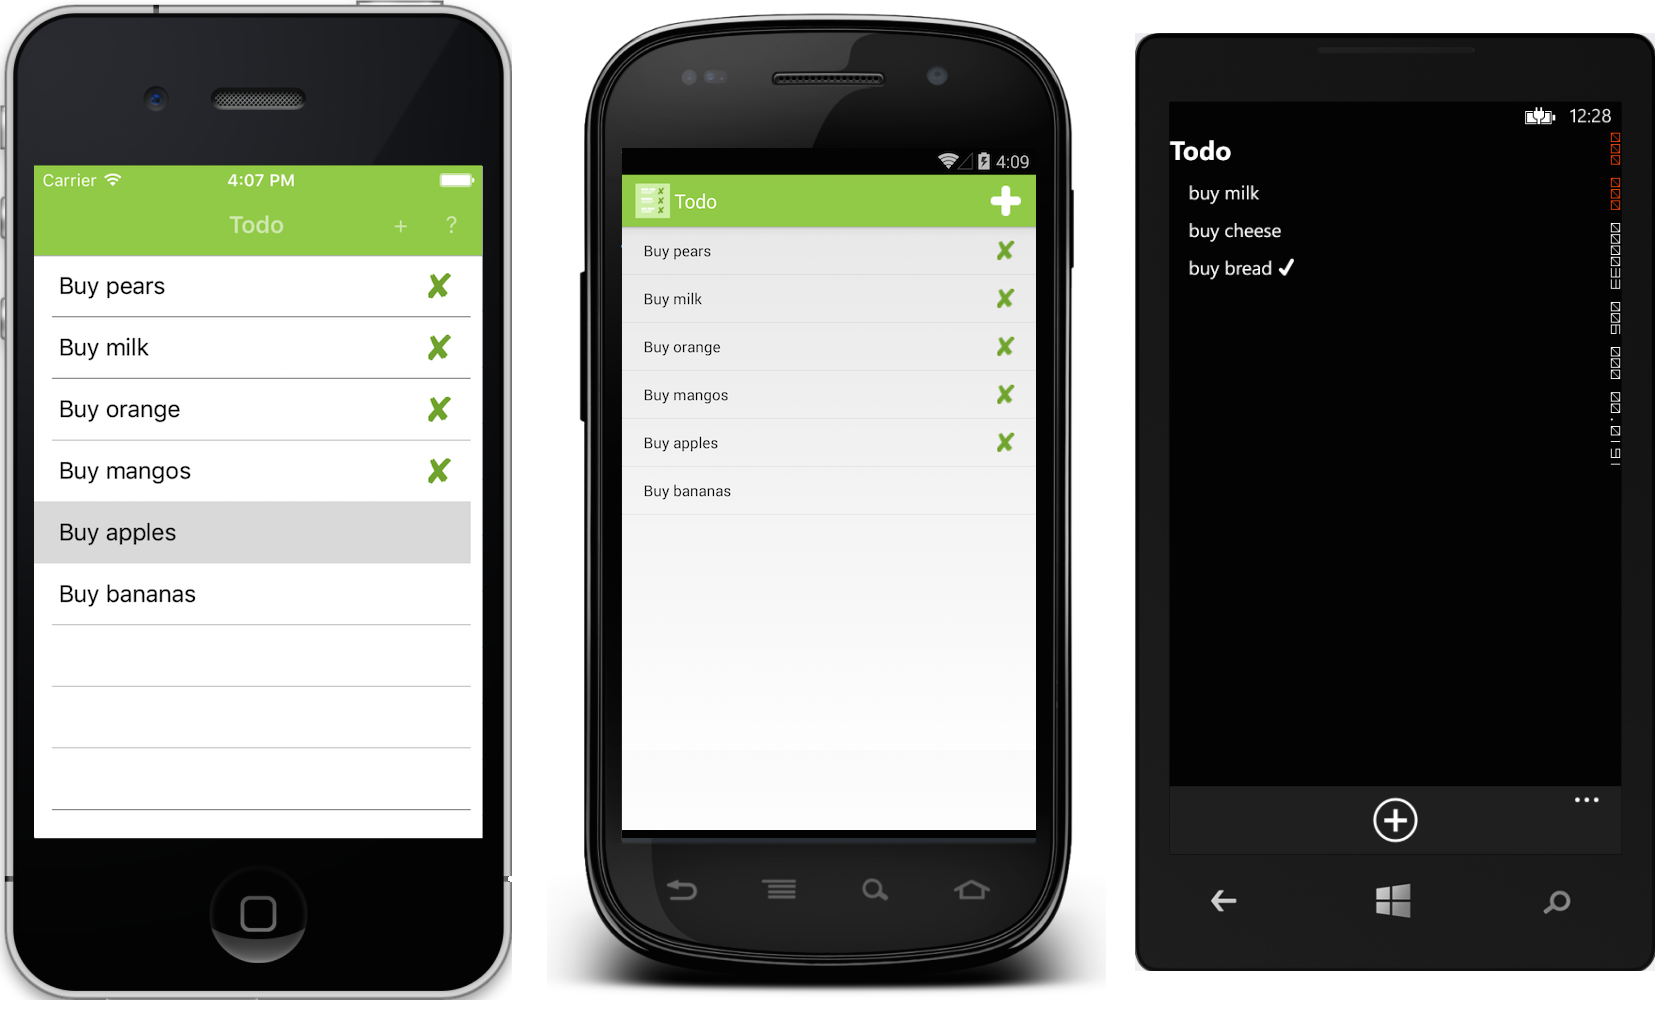 Carrier
4:07 PM
Todo
+
?
Buy pears
Buy milk
Buy orange
Buy mangos
Buy apples
Buy bananas
4:09
Todo
Buy pears
Buy milk
Buy orange
Buy mangos
Buy apples
Buy bananas
12:28
Todo
buy milk
buy cheese
buy bread